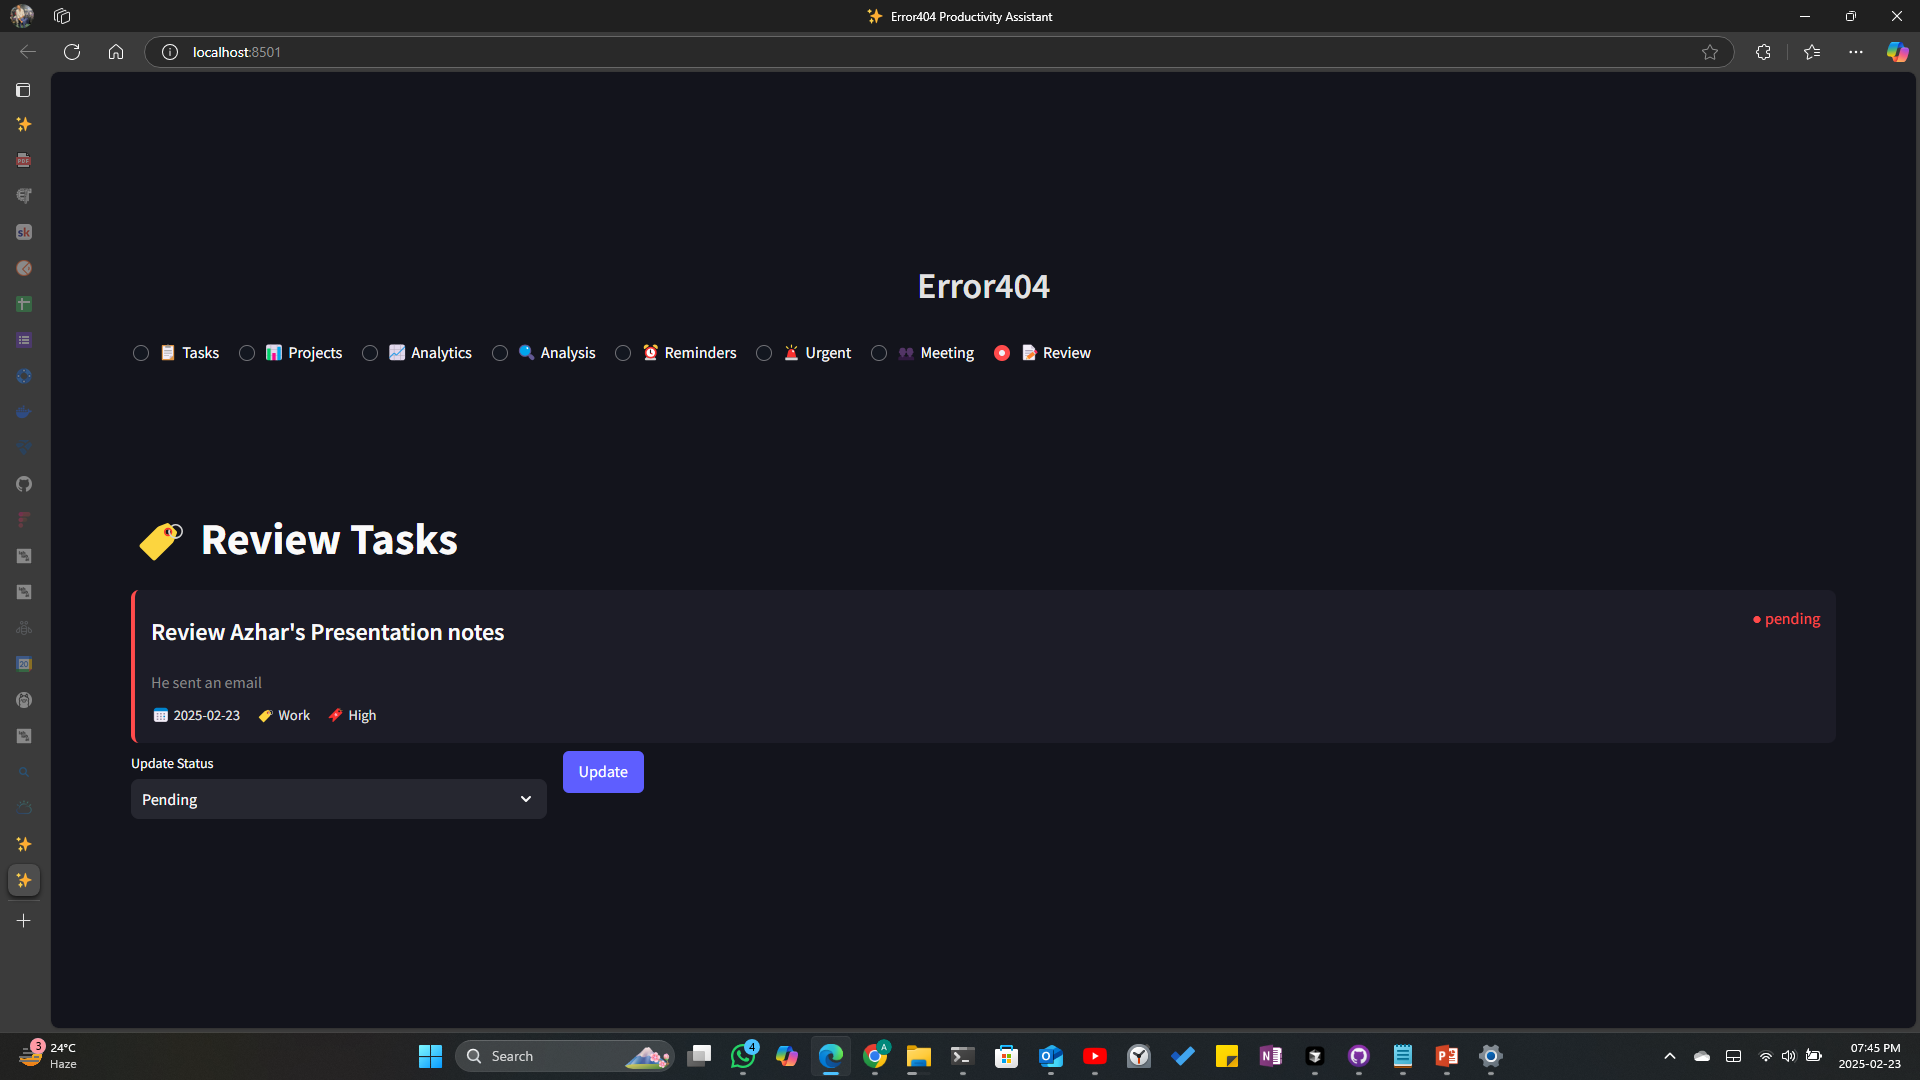 Error404 Productivity Assistant
localhost:8501
Error404
Tasks Projects Analytics Analysis Reminders Urgent Meeting Review
Review Tasks
Review Azhar's Presentation notes
pending
He sent an email
2025-02-23 Work High
Update Status
Update
Pending
3
24°C
Haze
Search
4
A
07:45 PM
2025-02-23